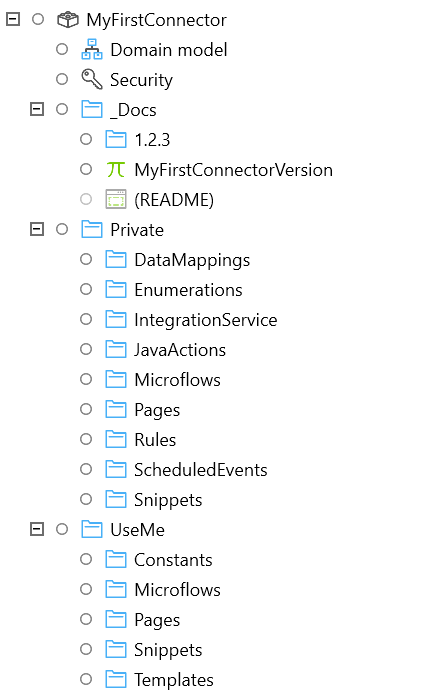 MyFirstConnector
Domain model
Security
_Docs
1.2.3
MyFirstConnectorVersion
(README)
Private
DataMappings
Enumerations
IntegrationService
JavaActions
Microflows
Pages
Rules
ScheduledEvents
Snippets
UseMe
Constants
Microflows
Pages
Snippets
Templates